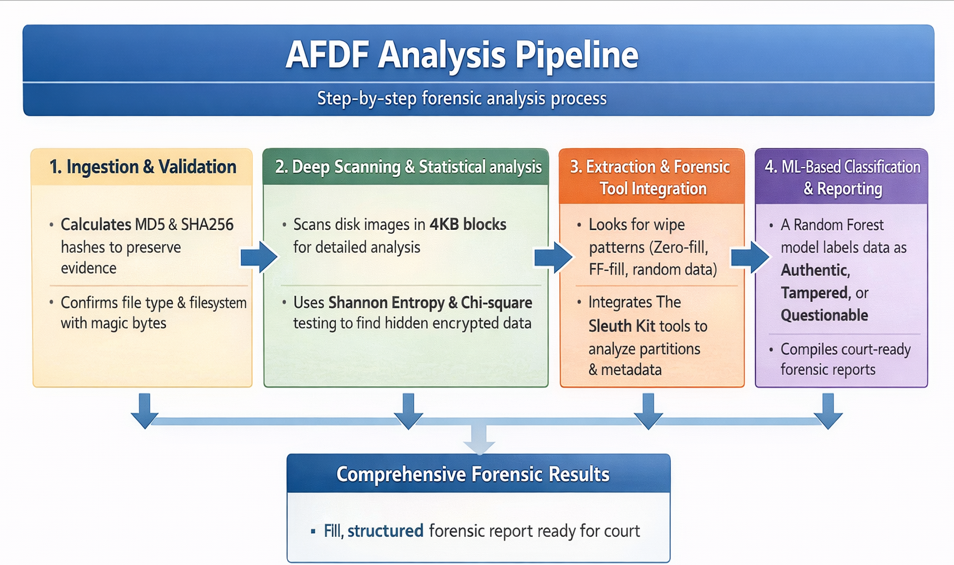 AFDF Analysis Pipeline
Step-by-step forensic analysis process
1. Ingestion & Validation
• Calculates MD5 & SHA256
hashes to preserve
evidence
• Confirms file type & filesystem
with magic bytes
2. Deep Scanning & Statistical analysis
• Scans disk images in 4KB blocks
for detailed analysis
• Uses Shannon Entropy & Chi-square
testing to find hidden encrypted data
3. Extraction & Forensic
Tool Integration
• Looks for wipe
patterns (Zero-fill,
FF-fill, random data)
• Integrates The
Sleuth Kit tools to
analyze partitions
& metadata
4. ML-Based Classification
& Reporting
• A Random Forest
model labels data as
Authentic,
Tampered, or
Questionable
• Compiles court-ready
forensic reports
Comprehensive Forensic Results
▪ Fill, structured forensic report ready for court